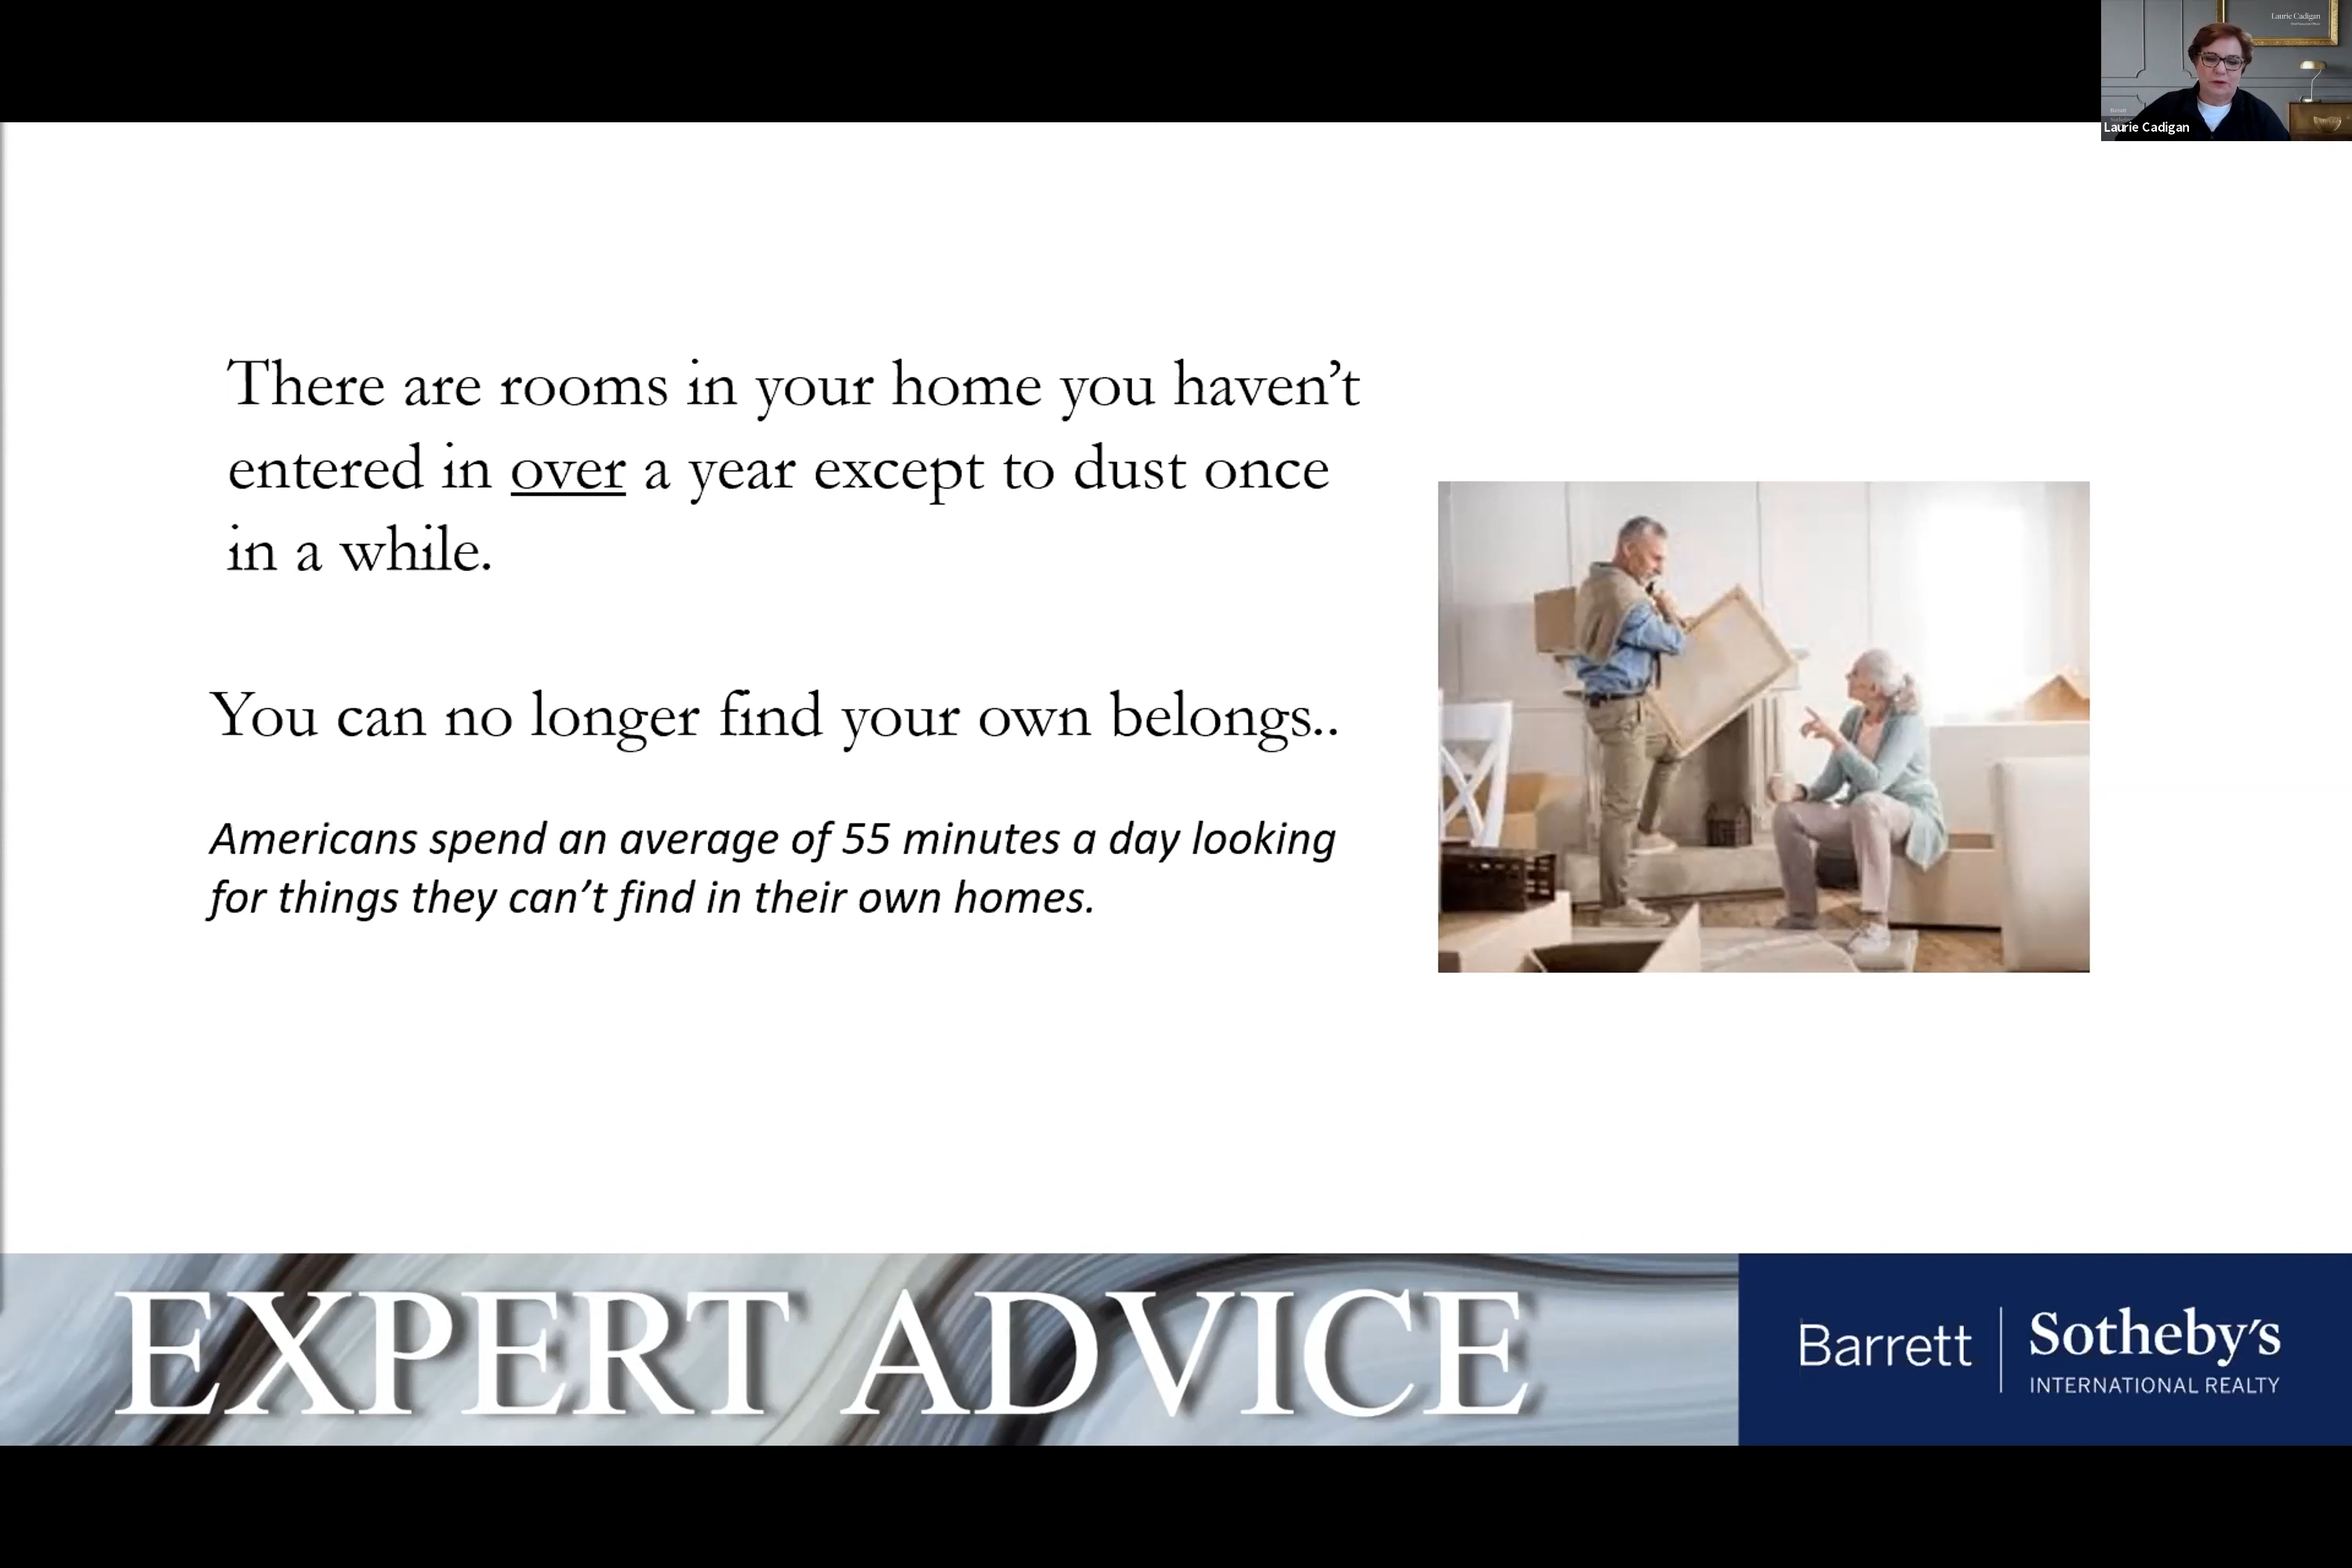 Laurie Cadigan
Laurie Cadigan
There are rooms in your home you haven’t
entered in over a year except to dust once
in a while.
You can no longer find your own belongs..
Americans spend an average of 55 minutes a day looking
for things they can’t find in their own homes.
EXPERT ADVICE
Barrett
Sotheby’s
INTERNATIONAL REALTY